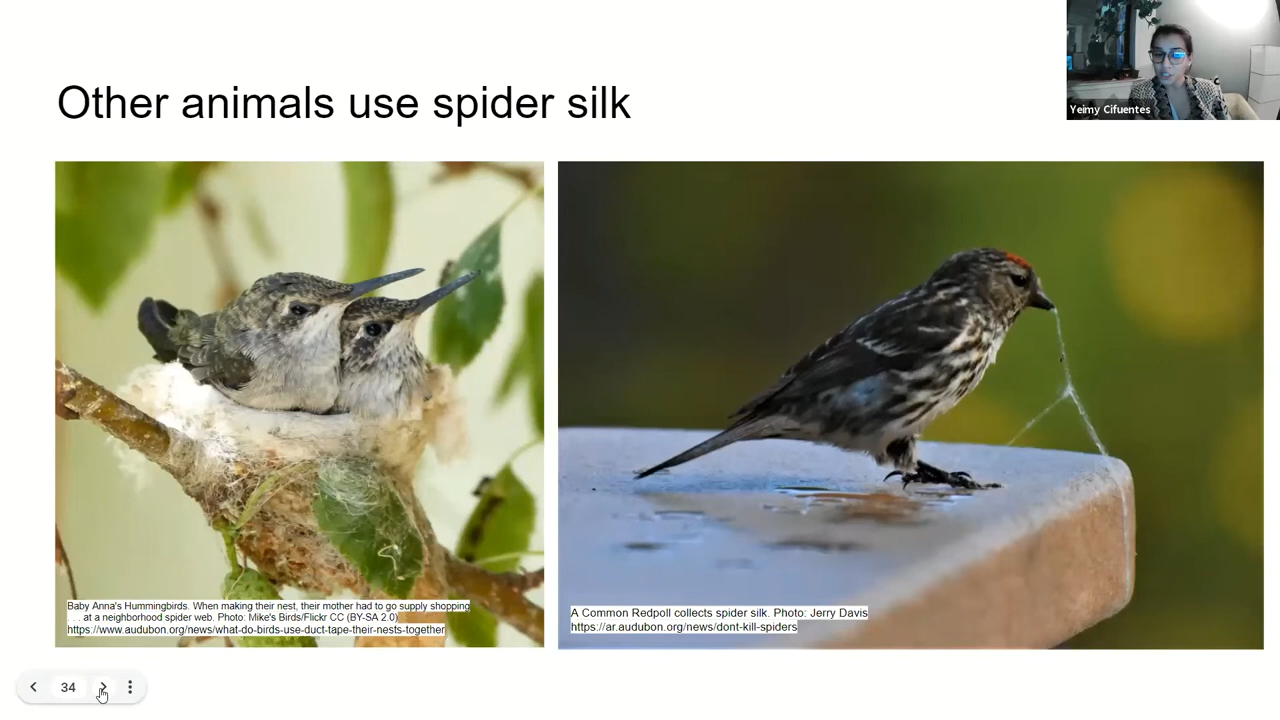 Yeimy Cifuentes
Other animals use spider silk
Baby Anna's Hummingbirds. When making their nest, their mother had to go supply shopping
. . . at a neighborhood spider web. Photo: Mike's Birds/Flickr CC (BY-SA 2.0)
https://www.audubon.org/news/what-do-birds-use-duct-tape-their-nests-together
A Common Redpoll collects spider silk. Photo: Jerry Davis
https://ar.audubon.org/news/dont-kill-spiders
34